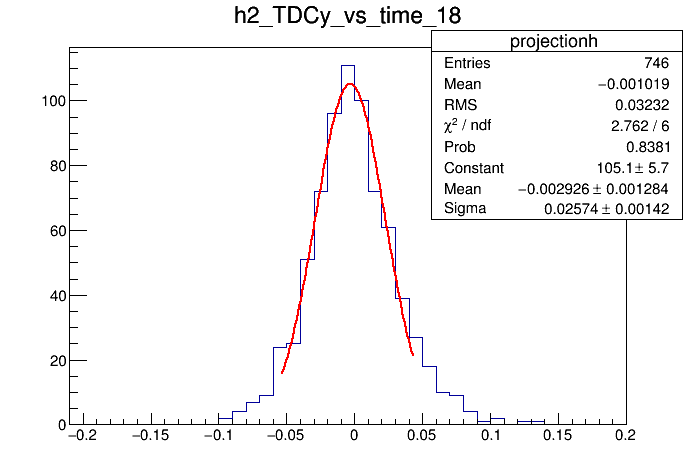 h2_TDCy_vs_time_18
projectionh
Entries 746
Mean −0.001019
RMS 0.03232
χ² / ndf 2.762 / 6
Prob 0.8381
Constant 105.1± 5.7
Mean −0.002926 ± 0.001284
Sigma 0.02574 ± 0.00142
100
80
60
40
20
0
−0.2 −0.15 −0.1 −0.05 0 0.05 0.1 0.15 0.2